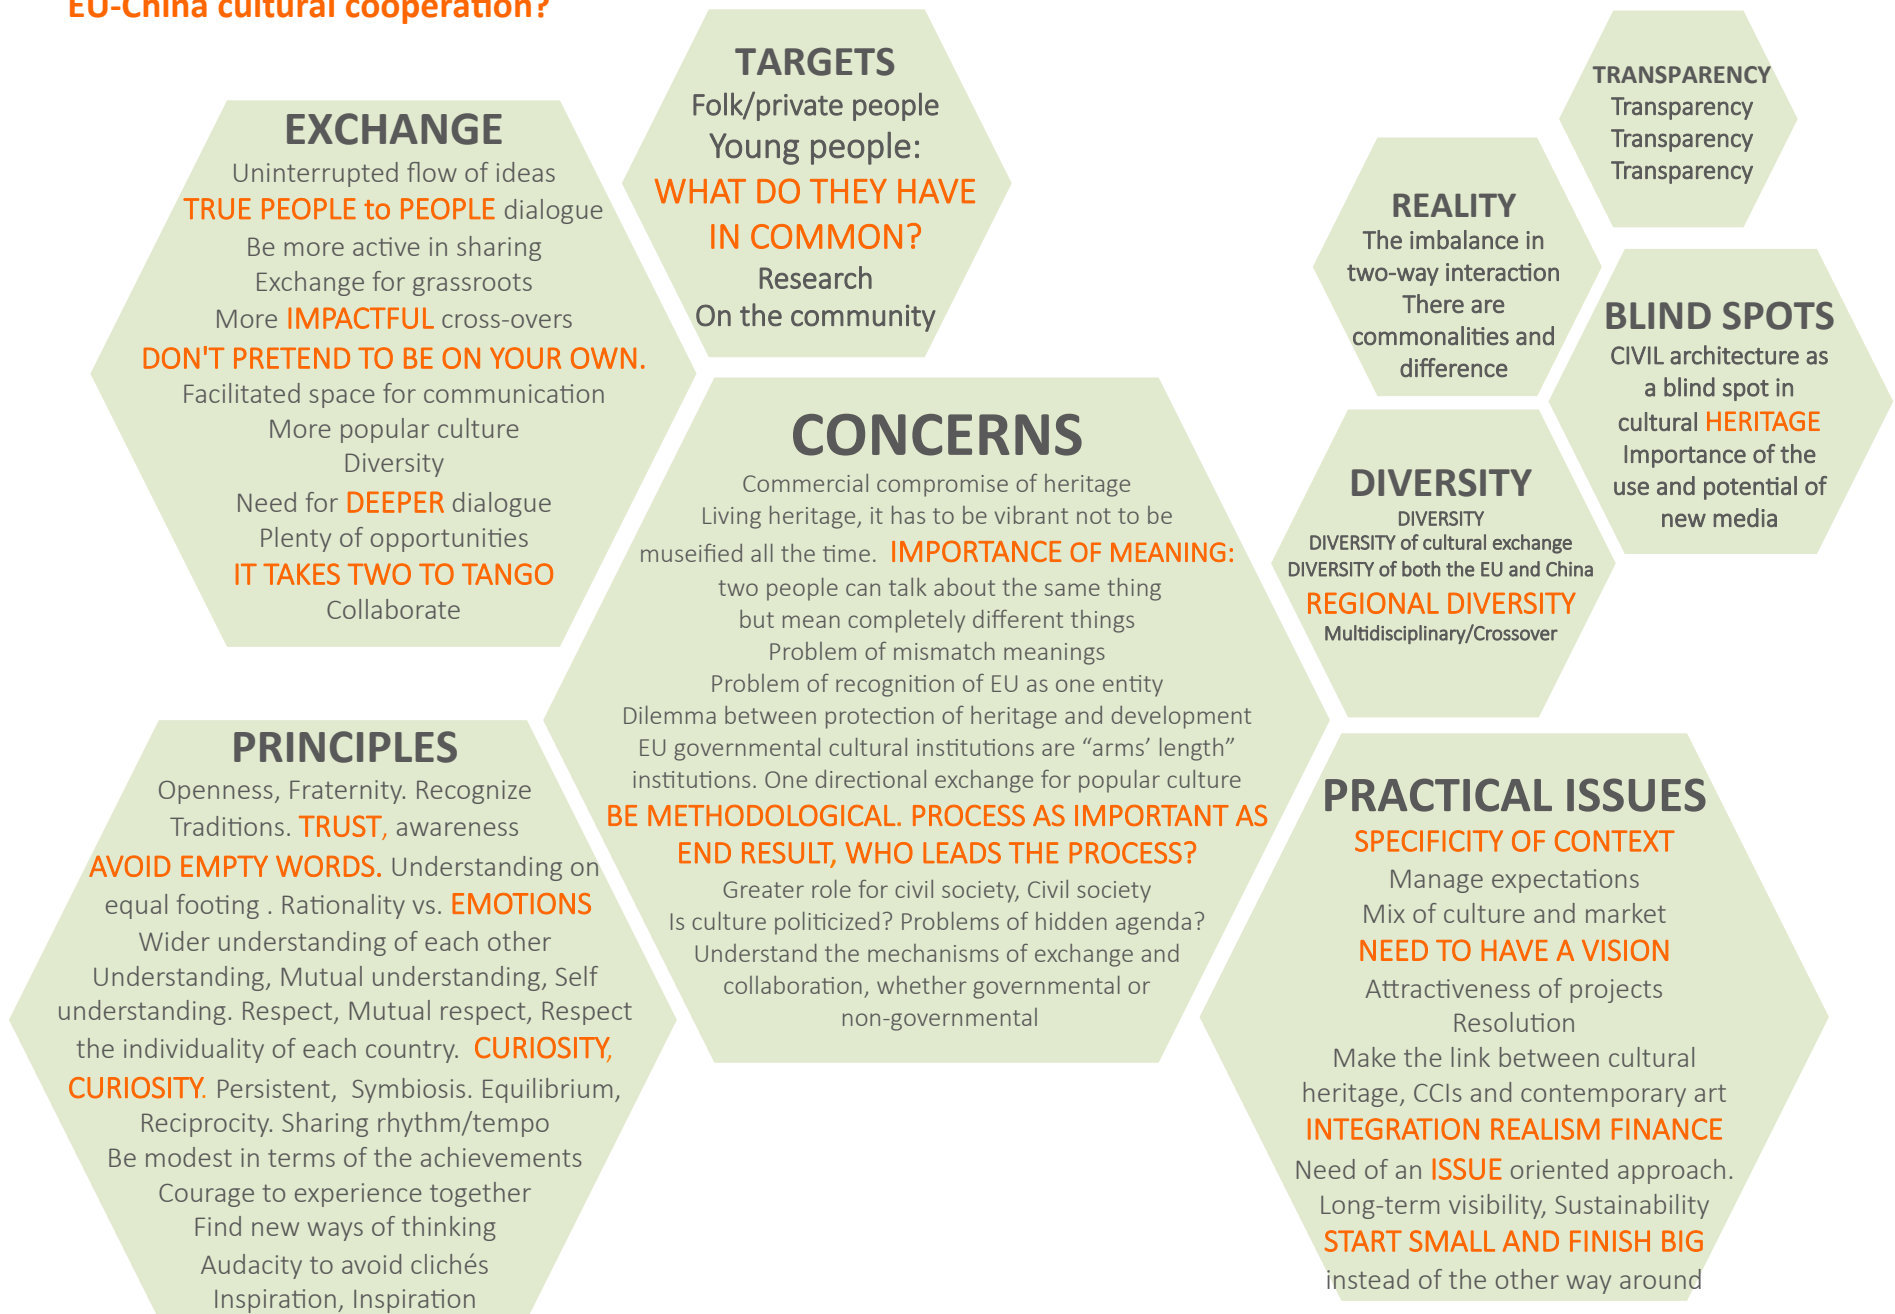 EU-China cultural cooperation?
EXCHANGE
Uninterrupted flow of ideas
TRUE PEOPLE to PEOPLE dialogue
Be more active in sharing
Exchange for grassroots
More IMPACTFUL cross-overs
DON'T PRETEND TO BE ON YOUR OWN.
Facilitated space for communication
More popular culture
Diversity
Need for DEEPER dialogue
Plenty of opportunities
IT TAKES TWO TO TANGO
Collaborate
TARGETS
Folk/private people
Young people:
WHAT DO THEY HAVE
IN COMMON?
Research
On the community
TRANSPARENCY
Transparency
Transparency
Transparency
REALITY
The imbalance in
two-way interaction
There are
commonalities and
difference
BLIND SPOTS
CIVIL architecture as
a blind spot in
cultural HERITAGE
Importance of the
use and potential of
new media
DIVERSITY
DIVERSITY
DIVERSITY of cultural exchange
DIVERSITY of both the EU and China
REGIONAL DIVERSITY
Multidisciplinary/Crossover
CONCERNS
Commercial compromise of heritage
Living heritage, it has to be vibrant not to be
museified all the time. IMPORTANCE OF MEANING:
two people can talk about the same thing
but mean completely different things
Problem of mismatch meanings
Problem of recognition of EU as one entity
Dilemma between protection of heritage and development
EU governmental cultural institutions are “arms’ length”
institutions. One directional exchange for popular culture
BE METHODOLOGICAL. PROCESS AS IMPORTANT AS
END RESULT, WHO LEADS THE PROCESS?
Greater role for civil society, Civil society
Is culture politicized? Problems of hidden agenda?
Understand the mechanisms of exchange and
collaboration, whether governmental or
non-governmental
PRINCIPLES
Openness, Fraternity. Recognize
Traditions. TRUST, awareness
AVOID EMPTY WORDS. Understanding on
equal footing . Rationality vs. EMOTIONS
Wider understanding of each other
Understanding, Mutual understanding, Self
understanding. Respect, Mutual respect, Respect
the individuality of each country. CURIOSITY,
CURIOSITY. Persistent, Symbiosis. Equilibrium,
Reciprocity. Sharing rhythm/tempo
Be modest in terms of the achievements
Courage to experience together
Find new ways of thinking
Audacity to avoid clichés
Inspiration, Inspiration
PRACTICAL ISSUES
SPECIFICITY OF CONTEXT
Manage expectations
Mix of culture and market
NEED TO HAVE A VISION
Attractiveness of projects
Resolution
Make the link between cultural
heritage, CCIs and contemporary art
INTEGRATION REALISM FINANCE
Need of an ISSUE oriented approach.
Long-term visibility, Sustainability
START SMALL AND FINISH BIG
instead of the other way around